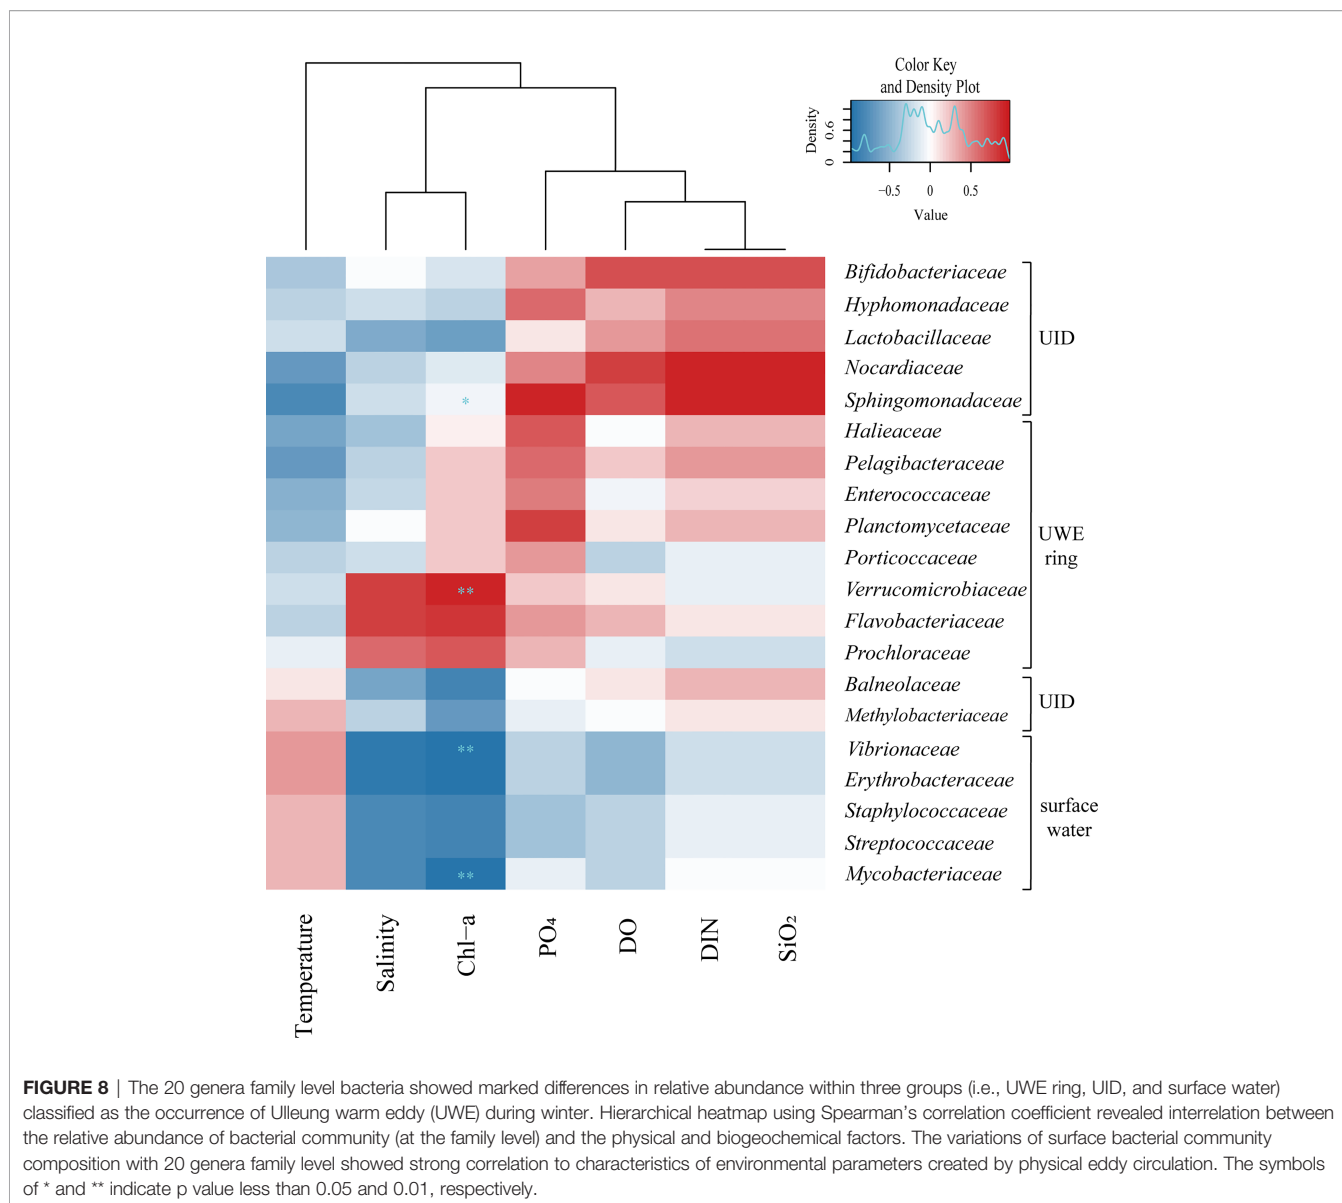 Color Key
and Density Plot
Density
0 0.6
−0.5 0 0.5
Value
Bifidobacteriaceae
Hyphomonadaceae
Lactobacillaceae
UID
Nocardiaceae
*
Sphingomonadaceae
Halieaceae
Pelagibacteraceae
Enterococcaceae
Planctomycetaceae
UWE
ring
Porticoccaceae
**
Verrucomicrobiaceae
Flavobacteriaceae
Prochloraceae
Balneolaceae
UID
Methylobacteriaceae
**
Vibrionaceae
Erythrobacteraceae
Staphylococcaceae
surface
water
Streptococcaceae
**
Mycobacteriaceae
Temperature
Salinity
Chl−a
PO₄
DO
DIN
SiO₂
FIGURE 8 | The 20 genera family level bacteria showed marked differences in relative abundance within three groups (i.e., UWE ring, UID, and surface water)
classified as the occurrence of Ulleung warm eddy (UWE) during winter. Hierarchical heatmap using Spearman's correlation coefficient revealed interrelation between
the relative abundance of bacterial community (at the family level) and the physical and biogeochemical factors. The variations of surface bacterial community
composition with 20 genera family level showed strong correlation to characteristics of environmental parameters created by physical eddy circulation. The symbols
of * and ** indicate p value less than 0.05 and 0.01, respectively.